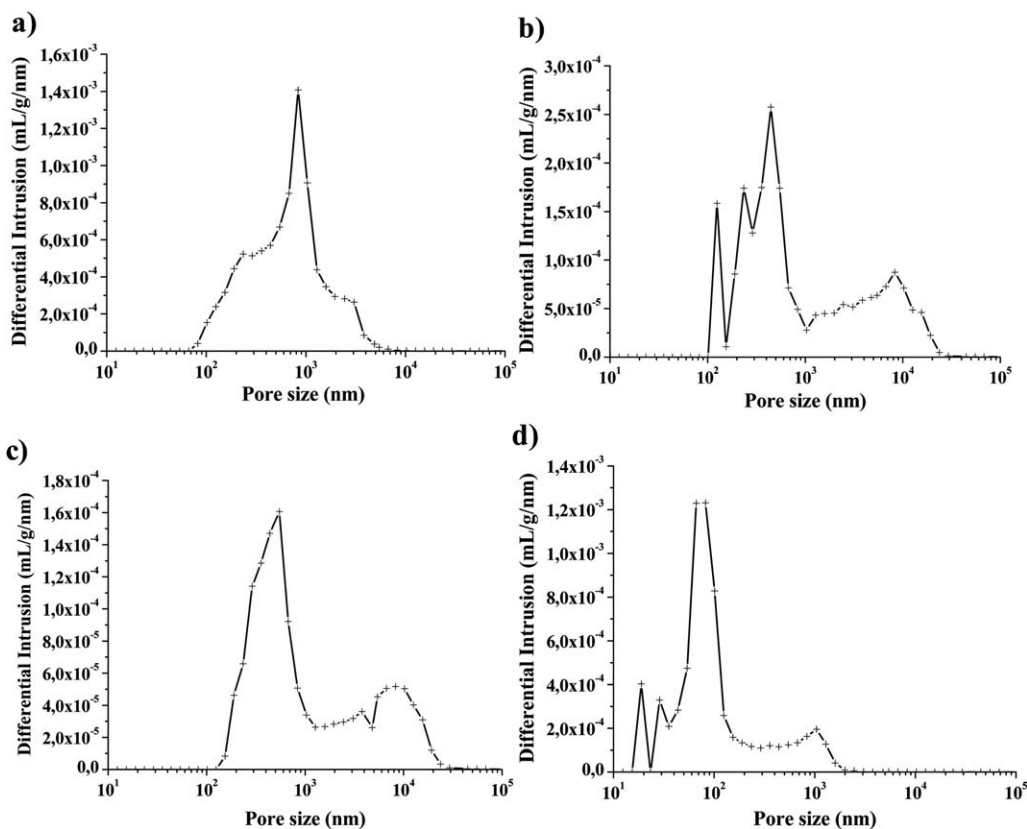 a)
Differential Intrusion (mL/g/nm)
1,6x10⁻³
1,4x10⁻³
1,2x10⁻³
1,0x10⁻³
8,0x10⁻⁴
6,0x10⁻⁴
4,0x10⁻⁴
2,0x10⁻⁴
0,0
10¹ 10² 10³ 10⁴ 10⁵
Pore size (nm)
b)
Differential Intrusion (mL/g/nm)
3,0x10⁻⁴
2,5x10⁻⁴
2,0x10⁻⁴
1,5x10⁻⁴
1,0x10⁻⁴
5,0x10⁻⁵
0,0
10¹ 10² 10³ 10⁴ 10⁵
Pore size (nm)
c)
Differential Intrusion (mL/g/nm)
1,8x10⁻⁴
1,6x10⁻⁴
1,4x10⁻⁴
1,2x10⁻⁴
1,0x10⁻⁴
8,0x10⁻⁵
6,0x10⁻⁵
4,0x10⁻⁵
2,0x10⁻⁵
0,0
10¹ 10² 10³ 10⁴ 10⁵
Pore size (nm)
d)
Differential Intrusion (mL/g/nm)
1,4x10⁻³
1,2x10⁻³
1,0x10⁻³
8,0x10⁻⁴
6,0x10⁻⁴
4,0x10⁻⁴
2,0x10⁻⁴
0,0
10¹ 10² 10³ 10⁴ 10⁵
Pore size (nm)